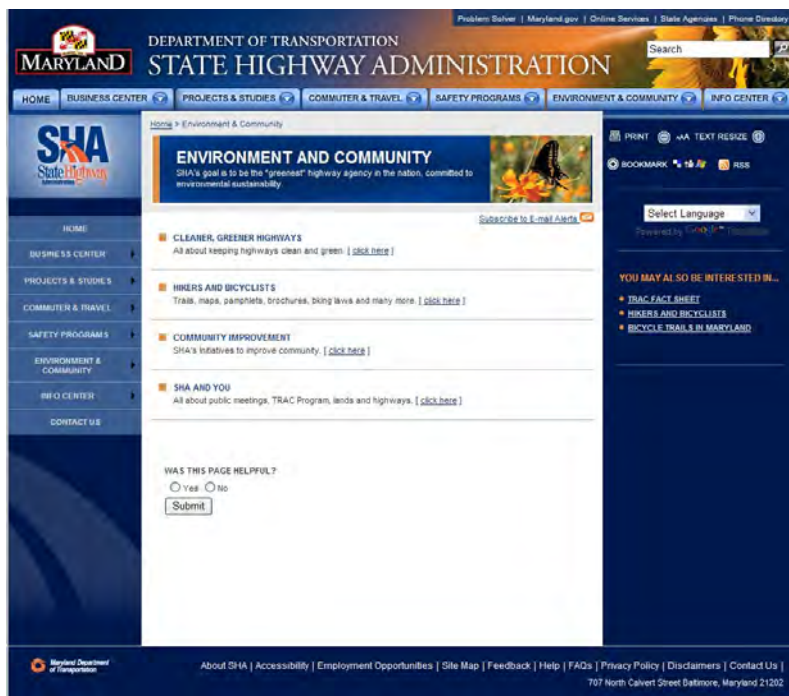 Problem Solver | Maryland.gov | Online Services | State Agencies | Phone Directory
MARYLAND
DEPARTMENT OF TRANSPORTATION
STATE HIGHWAY ADMINISTRATION
Search
HOME BUSINESS CENTER PROJECTS & STUDIES COMMUTER & TRAVEL SAFETY PROGRAMS ENVIRONMENT & COMMUNITY INFO CENTER
SHA
State Highway
Administration
HOME
BUSINESS CENTER
PROJECTS & STUDIES
COMMUTER & TRAVEL
SAFETY PROGRAMS
ENVIRONMENT &
COMMUNITY
INFO CENTER
CONTACT US
Home > Environment & Community
ENVIRONMENT AND COMMUNITY
SHA's goal is to be the "greenest" highway agency in the nation, committed to
environmental sustainability.
Subscribe to E-mail Alerts
CLEANER, GREENER HIGHWAYS
All about keeping highways clean and green. [ click here ]
HIKERS AND BICYCLISTS
Trails, maps, pamphlets, brochures, biking laws and many more. [ click here ]
COMMUNITY IMPROVEMENT
SHA's initiatives to improve community. [ click here ]
SHA AND YOU
All about public meetings, TRAC Program, lands and highways. [ click here ]
WAS THIS PAGE HELPFUL?
Yes No
Submit
PRINT AAA TEXT RESIZE
BOOKMARK RSS
Select Language
Powered by Google Translate
YOU MAY ALSO BE INTERESTED IN...
TRAC FACT SHEET
HIKERS AND BICYCLISTS
BICYCLE TRAILS IN MARYLAND
Maryland Department
of Transportation
About SHA | Accessibility | Employment Opportunities | Site Map | Feedback | Help | FAQs | Privacy Policy | Disclaimers | Contact Us |
707 North Calvert Street Baltimore, Maryland 21202